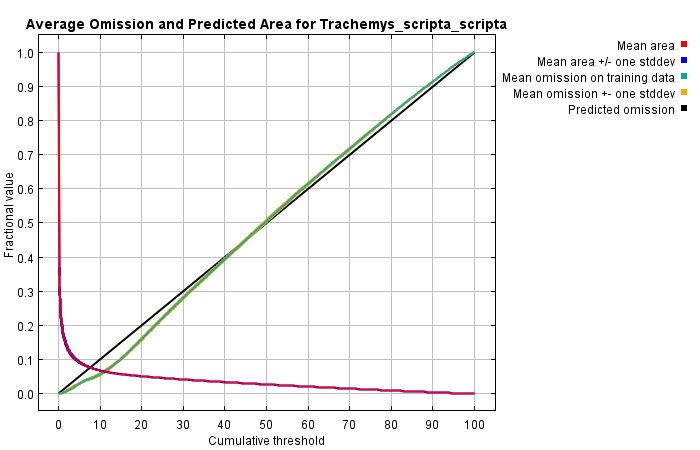 Average Omission and Predicted Area for Trachemys_scripta_scripta
Mean area
Mean area +/- one stddev
Mean omission on training data
Mean omission +- one stddev
Predicted omission
Fractional value
1.0
0.9
0.8
0.7
0.6
0.5
0.4
0.3
0.2
0.1
0.0
0 10 20 30 40 50 60 70 80 90 100
Cumulative threshold